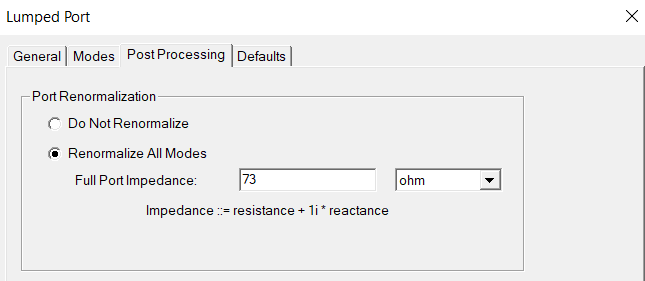 Lumped Port
General Modes Post Processing Defaults
Port Renormalization
Do Not Renormalize
Renormalize All Modes
Full Port Impedance: 73 ohm
Impedance ::= resistance + 1i * reactance